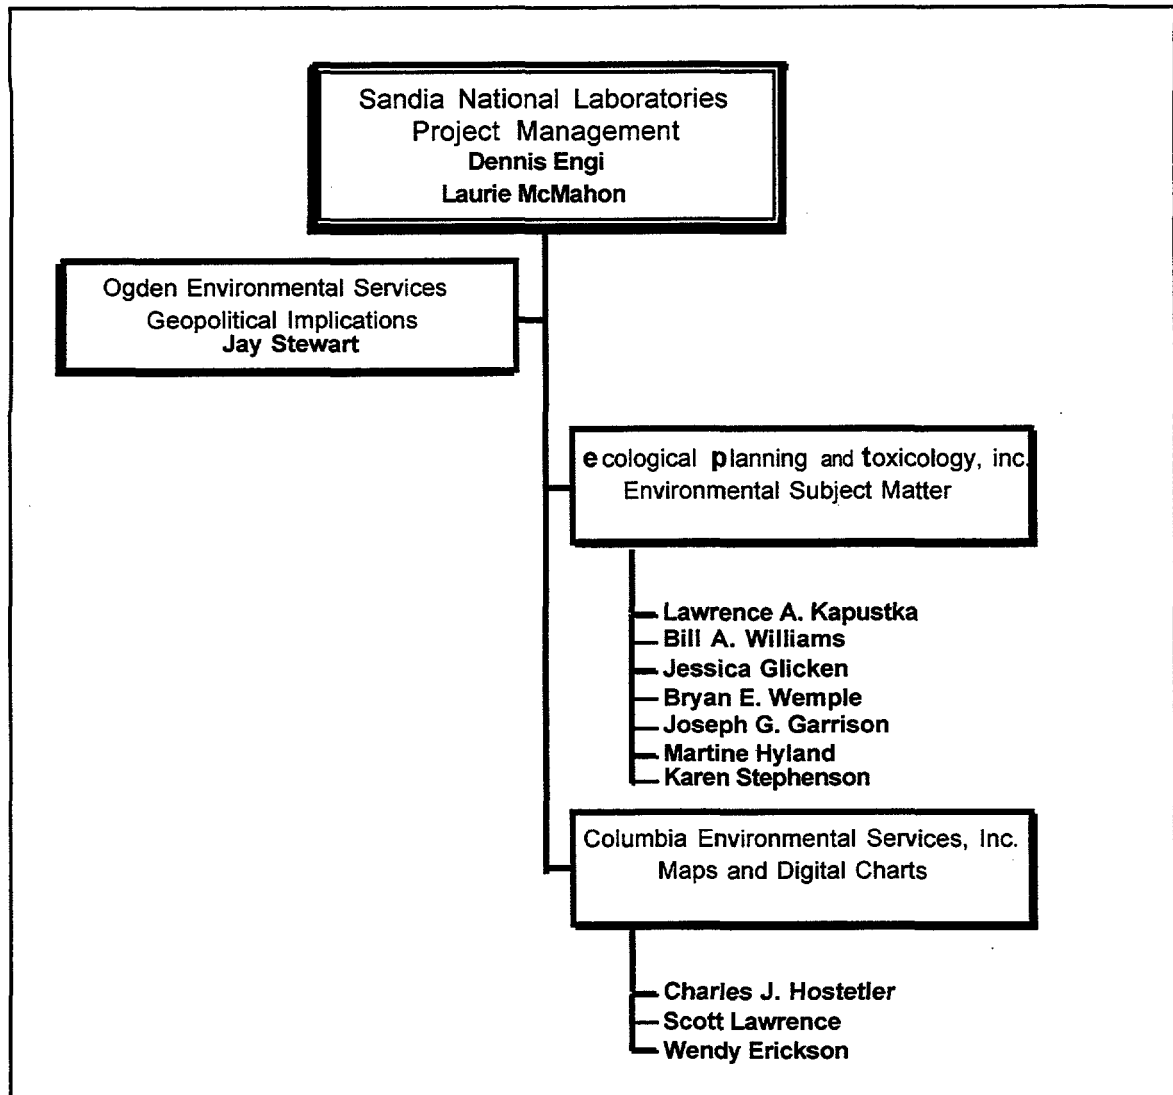 Sandia National Laboratories
Project Management
Dennis Engi
Laurie McMahon
Ogden Environmental Services
Geopolitical Implications
Jay Stewart
ecological planning and toxicology, inc.
Environmental Subject Matter
Lawrence A. Kapustka
Bill A. Williams
Jessica Glicken
Bryan E. Wemple
Joseph G. Garrison
Martine Hyland
Karen Stephenson
Columbia Environmental Services, Inc.
Maps and Digital Charts
Charles J. Hostetler
Scott Lawrence
Wendy Erickson